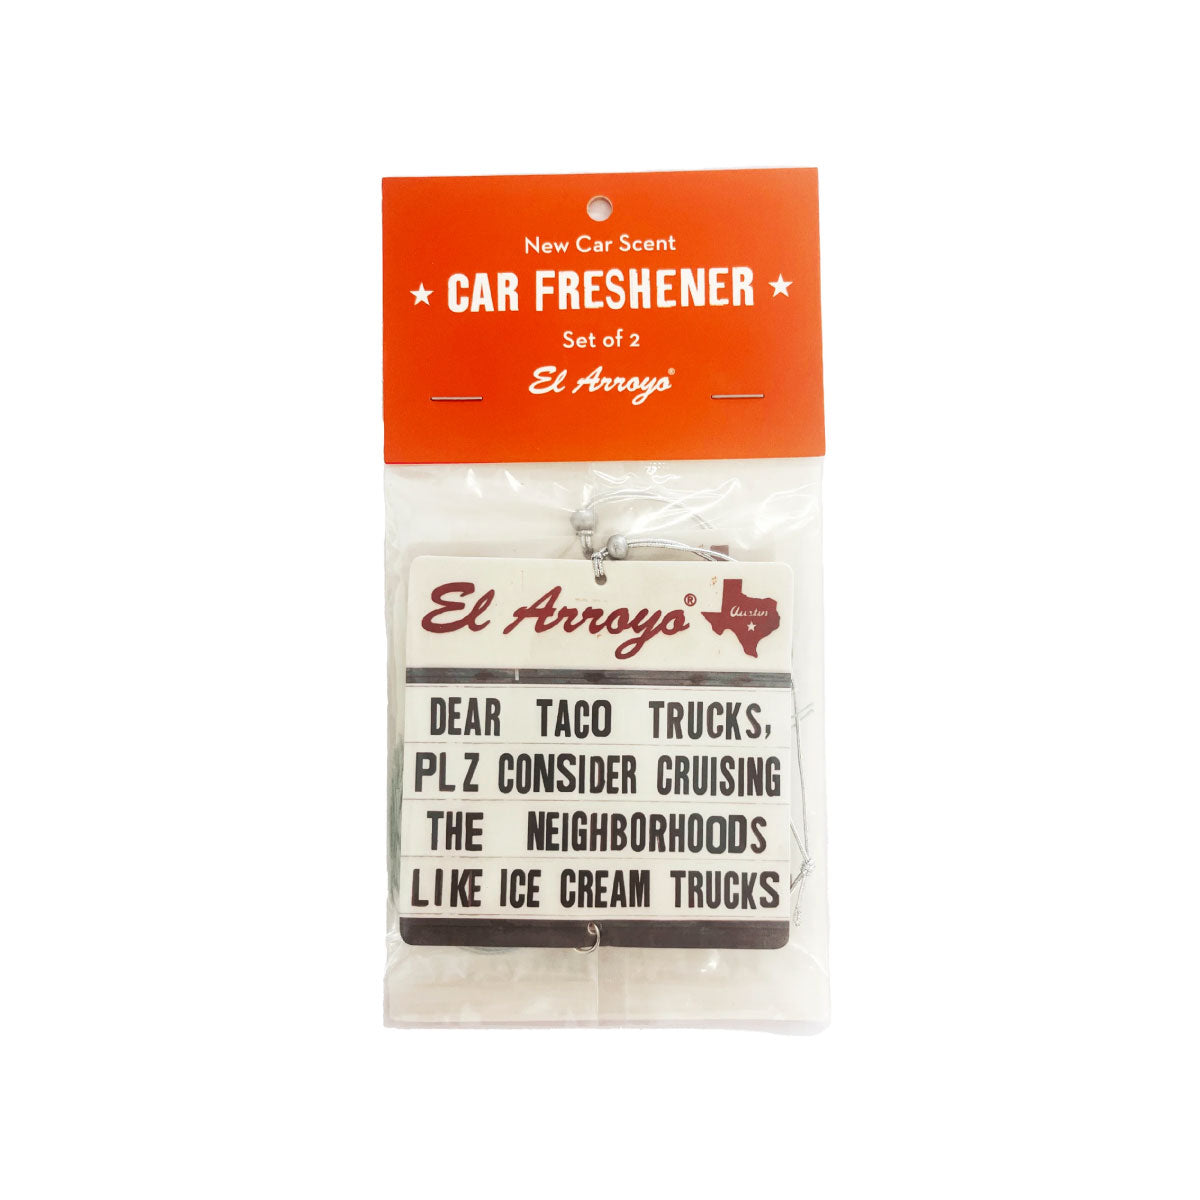 New Car Scent
★ CAR FRESHENER ★
Set of 2
El Arroyo®
El Arroyo®
Austin
DEAR TACO TRUCKS,
PLZ CONSIDER CRUISING
THE NEIGHBORHOODS
LIKE ICE CREAM TRUCKS